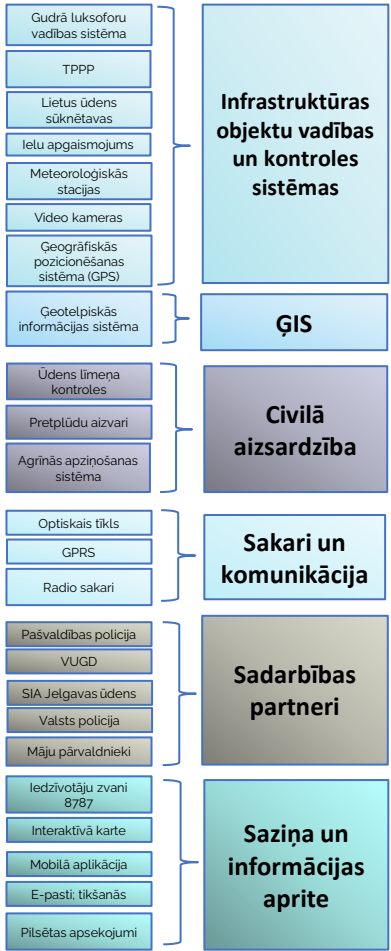 Gudrā luksoforu
vadības sistēma
TPPP
Lietus ūdens
sūknētavas
Ielu apgaismojums
Meteoroloģiskās
stacijas
Video kameras
Ģeogrāfiskās
pozicionēšanas
sistēma (GPS)
Infrastruktūras
objektu vadības
un kontroles
sistēmas
Ģeotelpiskās
informācijas sistēma
ĢIS
Ūdens līmeņa
kontroles
Pretplūdu aizvari
Agrīnās apziņošanas
sistēma
Civilā
aizsardzība
Optiskais tīkls
GPRS
Radio sakari
Sakari un
komunikācija
Pašvaldības policija
VUGD
SIA Jelgavas ūdens
Valsts policija
Māju pārvaldnieki
Sadarbības
partneri
Iedzīvotāju zvani
8787
Interaktīvā karte
Mobilā aplikācija
E-pasti; tikšanās
Pilsētas apsekojumi
Saziņa un
informācijas
aprite